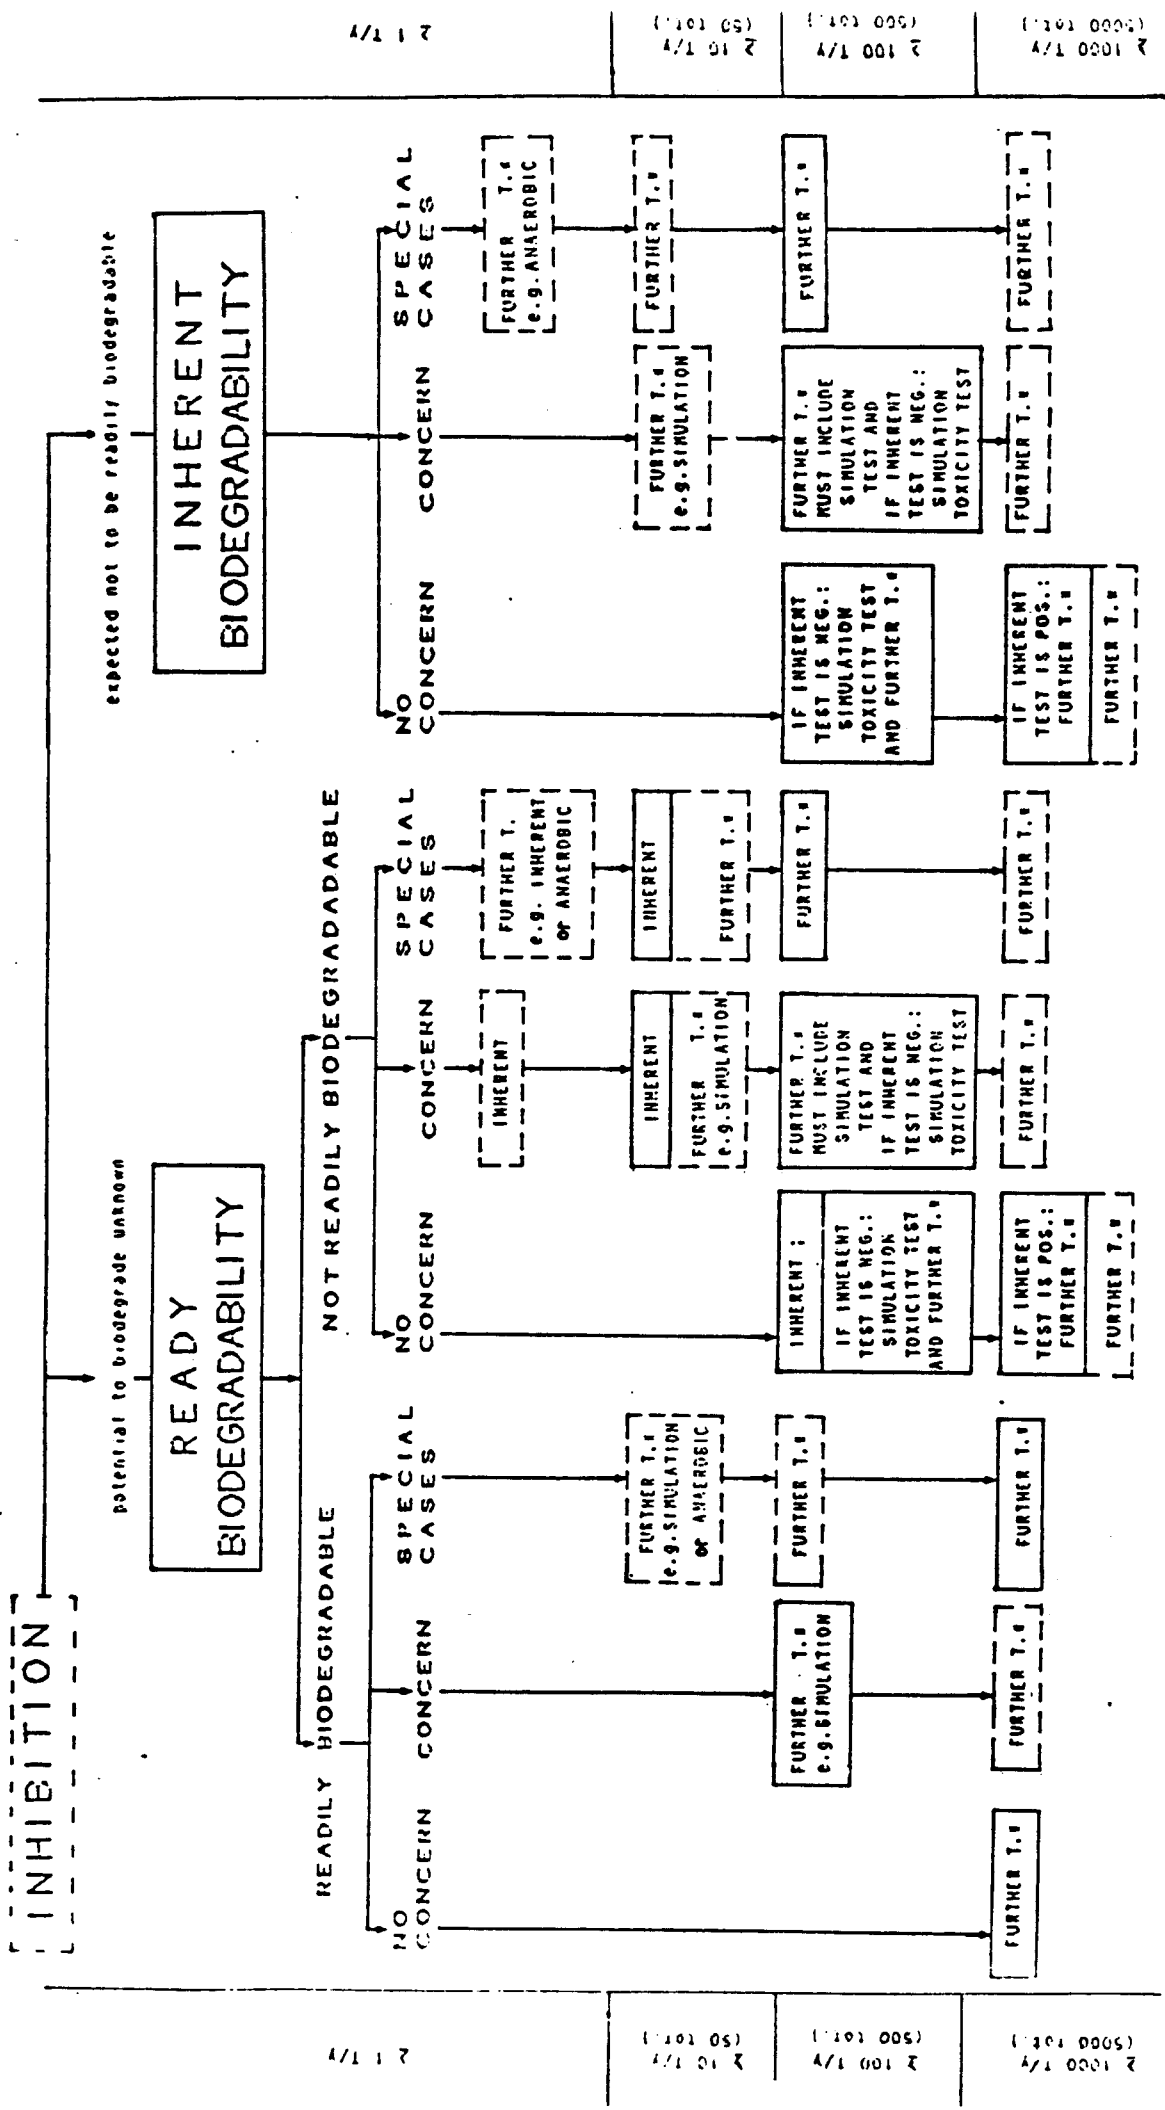 INHIBITION
potential to biodegrade unknown
expected not to be readily biodegradable
READY
BIODEGRADABILITY
INHERENT
BIODEGRADABILITY
READILY BIODEGRADABLE
NOT READILY BIODEGRADADABLE
NO
CONCERN
CONCERN
SPECIAL
CASES
NO
CONCERN
CONCERN
SPECIAL
CASES
NO
CONCERN
CONCERN
SPECIAL
CASES
≥ 1 T/Y
INHERENT
FURTHER T.
e.g. INHERENT
or ANAEROBIC
FURTHER T.*
e.g. ANAEROBIC
≥ 1 T/Y
≥ 10 T/Y
(50 tot.)
FURTHER T.*
e.g. SIMULATION
or ANAEROBIC
INHERENT
FURTHER T.*
e.g. SIMULATION
INHERENT
FURTHER T.*
FURTHER T.*
e.g. SIMULATION
FURTHER T.*
≥ 10 T/Y
(50 tot.)
≥ 100 T/Y
(500 tot.)
FURTHER T.*
e.g. SIMULATION
FURTHER T.*
INHERENT :
IF INHERENT
TEST IS NEG.:
SIMULATION
TOXICITY TEST
AND FURTHER T.*
FURTHER T.*
MUST INCLUDE
SIMULATION
TEST AND
IF INHERENT
TEST IS NEG.:
SIMULATION
TOXICITY TEST
FURTHER T.*
IF INHERENT
TEST IS NEG.:
SIMULATION
TOXICITY TEST
AND FURTHER T.*
FURTHER T.*
MUST INCLUDE
SIMULATION
TEST AND
IF INHERENT
TEST IS NEG.:
SIMULATION
TOXICITY TEST
FURTHER T.*
≥ 100 T/Y
(500 tot.)
≥ 1000 T/Y
(5000 tot.)
FURTHER T.*
FURTHER T.*
FURTHER T.*
IF INHERENT
TEST IS POS.:
FURTHER T.*
FURTHER T.*
FURTHER T.*
FURTHER T.*
IF INHERENT
TEST IS POS.:
FURTHER T.*
FURTHER T.*
FURTHER T.*
FURTHER T.*
≥ 1000 T/Y
(5000 tot.)